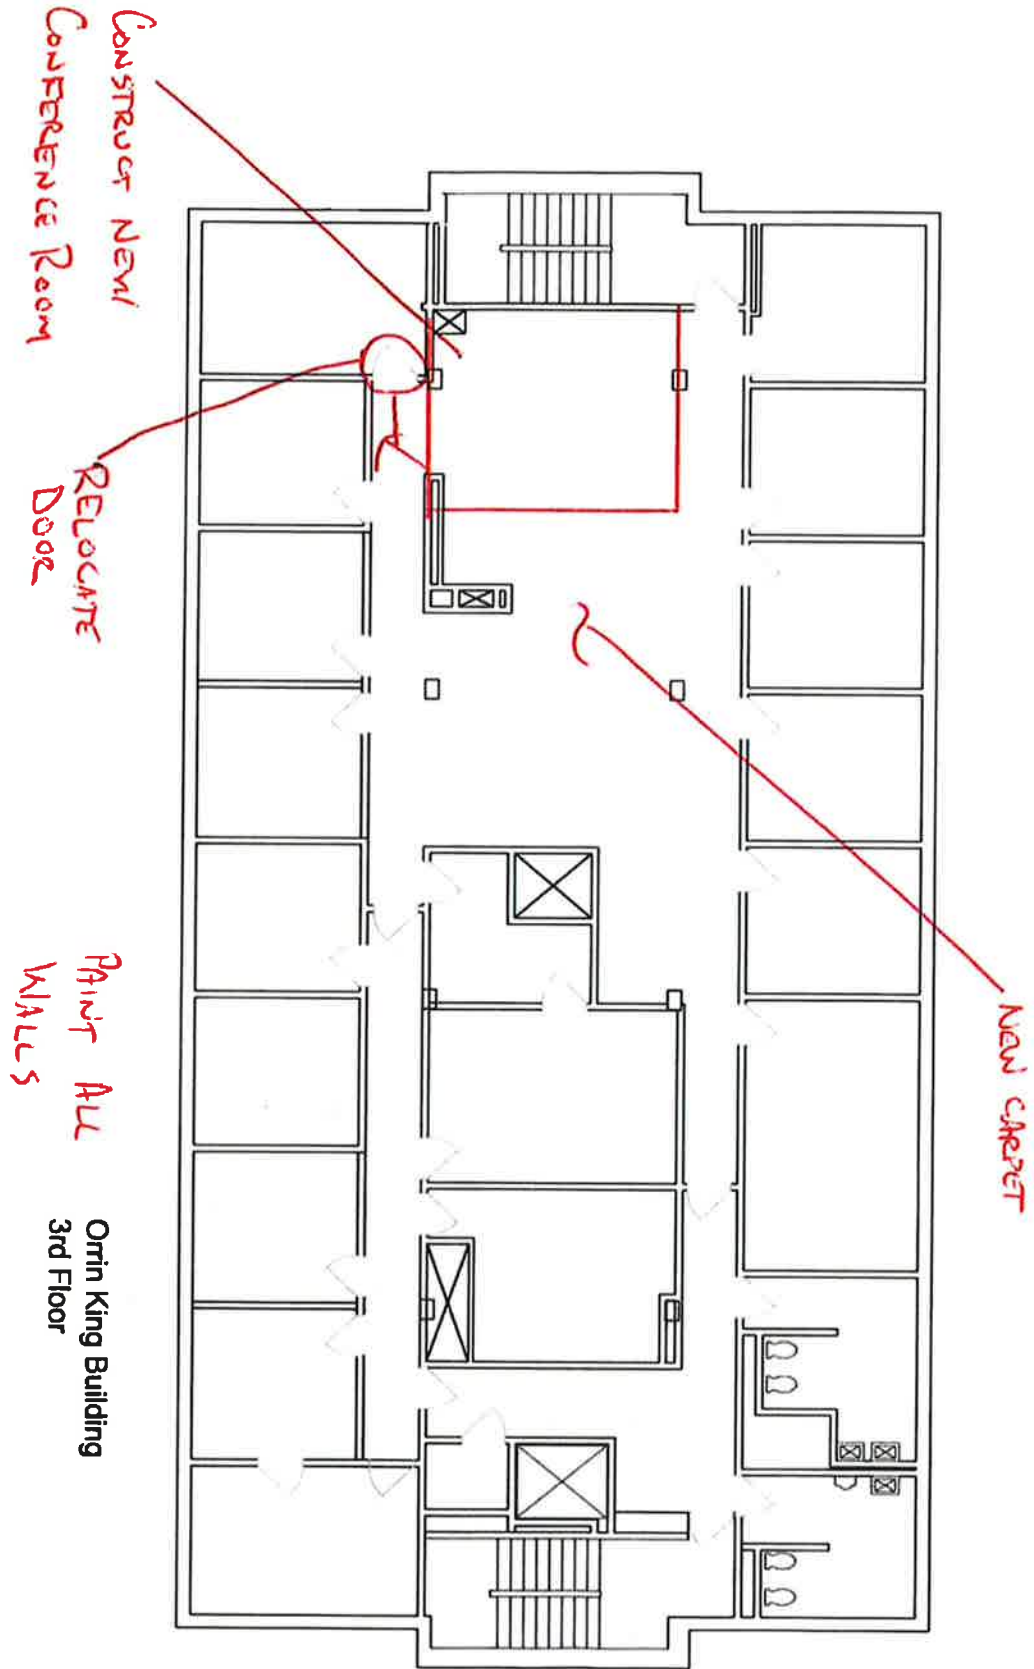 CONSTRUCT NEW
CONFERENCE ROOM
RELOCATE
DOOR
NEW CARPET
PAINT ALL
WALLS
Orrin King Building
3rd Floor